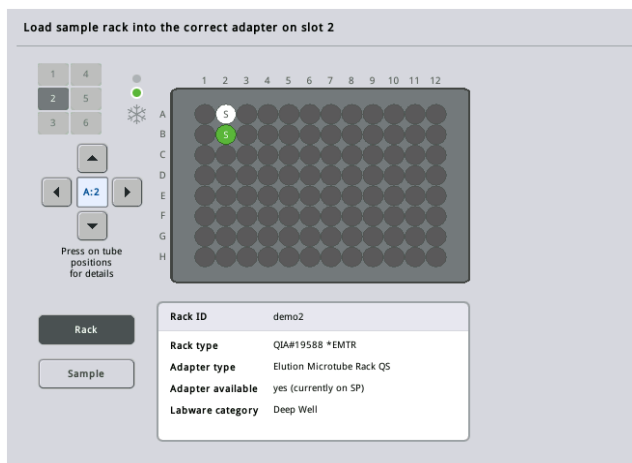 Load sample rack into the correct adapter on slot 2
1 4
2 5
3 6
1 2 3 4 5 6 7 8 9 10 11 12
A S
B S
C
D
E
F
G
H
A:2
Press on tube
positions
for details
Rack
Sample
Rack ID demo2
Rack type QIA#19588 *EMTR
Adapter type Elution Microtube Rack QS
Adapter available yes (currently on SP)
Labware category Deep Well